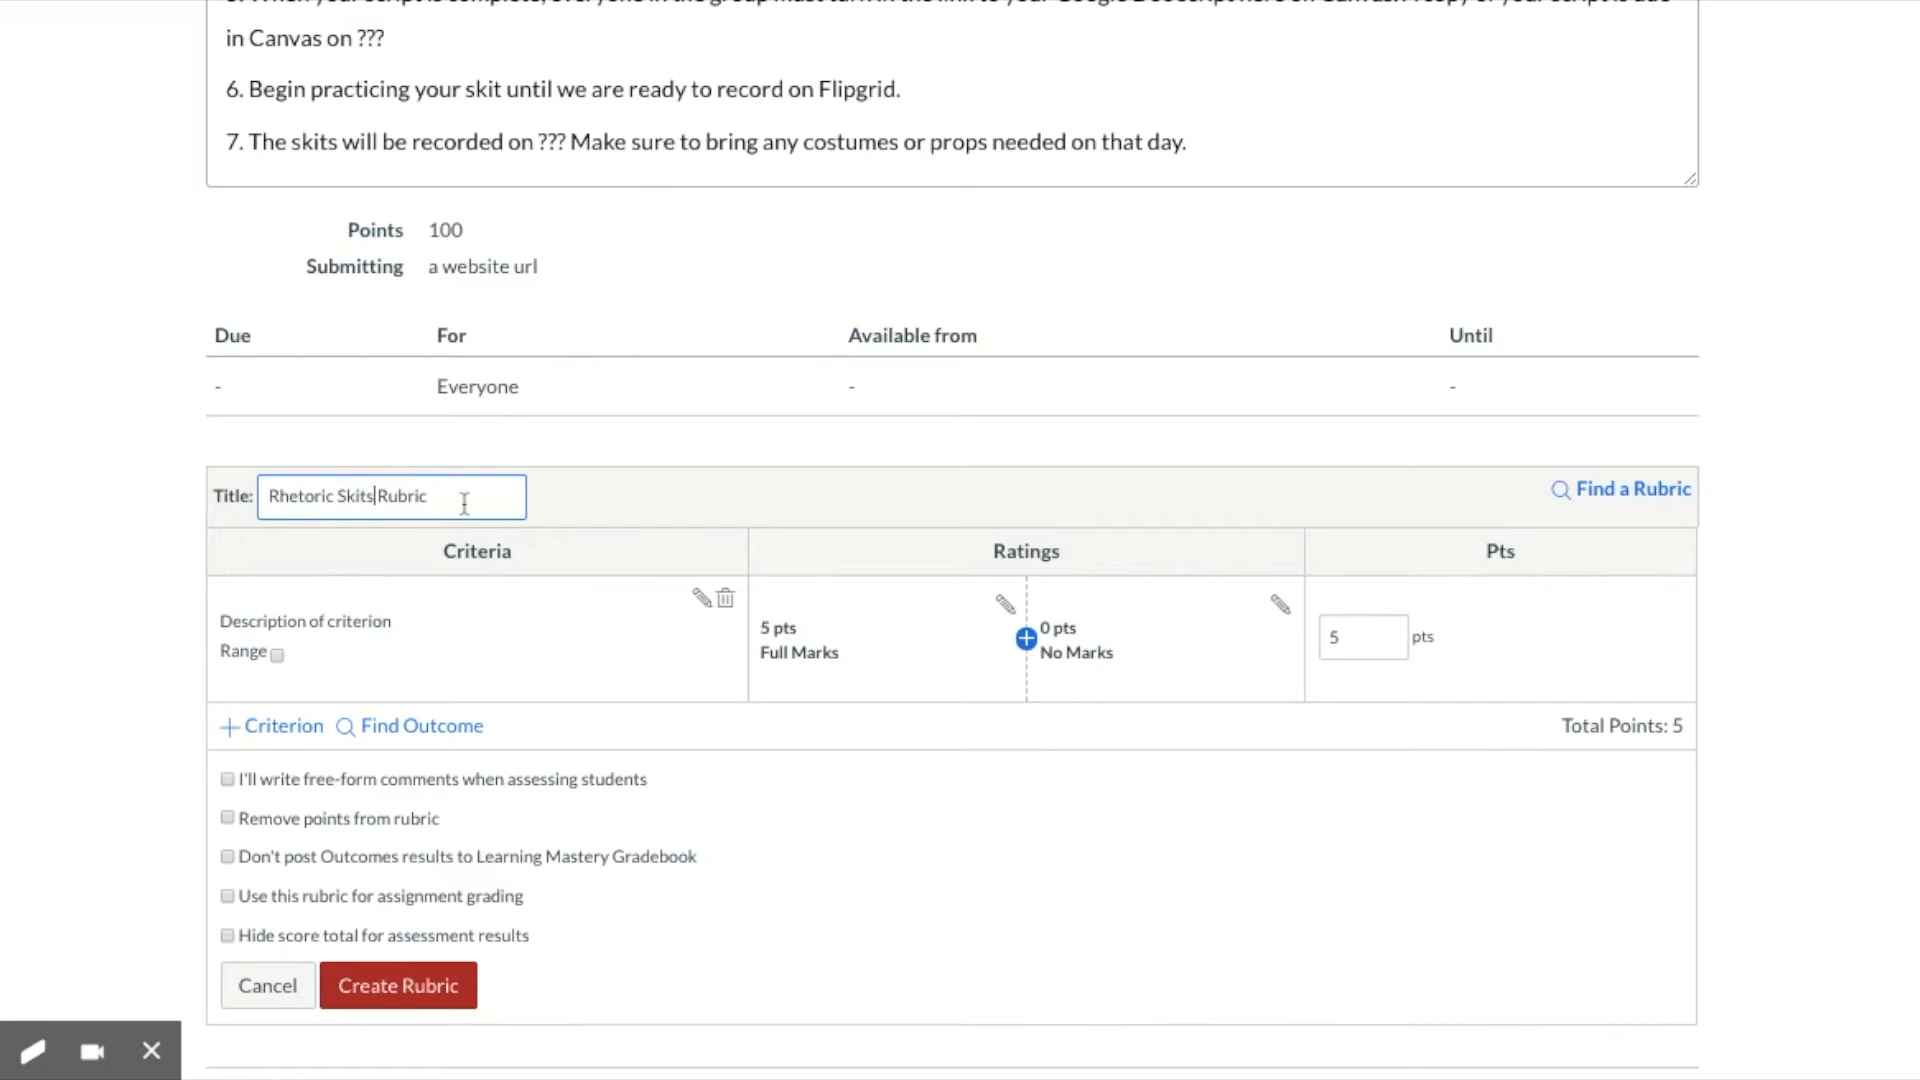 in Canvas on ???
6. Begin practicing your skit until we are ready to record on Flipgrid.
7. The skits will be recorded on ??? Make sure to bring any costumes or props needed on that day.
Points 100
Submitting a website url
Due For Available from Until
- Everyone - -
Title: Rhetoric Skits Rubric Find a Rubric
Criteria Ratings Pts
Description of criterion
Range
5 pts
Full Marks
0 pts
No Marks
5 pts
Criterion Find Outcome Total Points: 5
I'll write free-form comments when assessing students
Remove points from rubric
Don't post Outcomes results to Learning Mastery Gradebook
Use this rubric for assignment grading
Hide score total for assessment results
Cancel Create Rubric